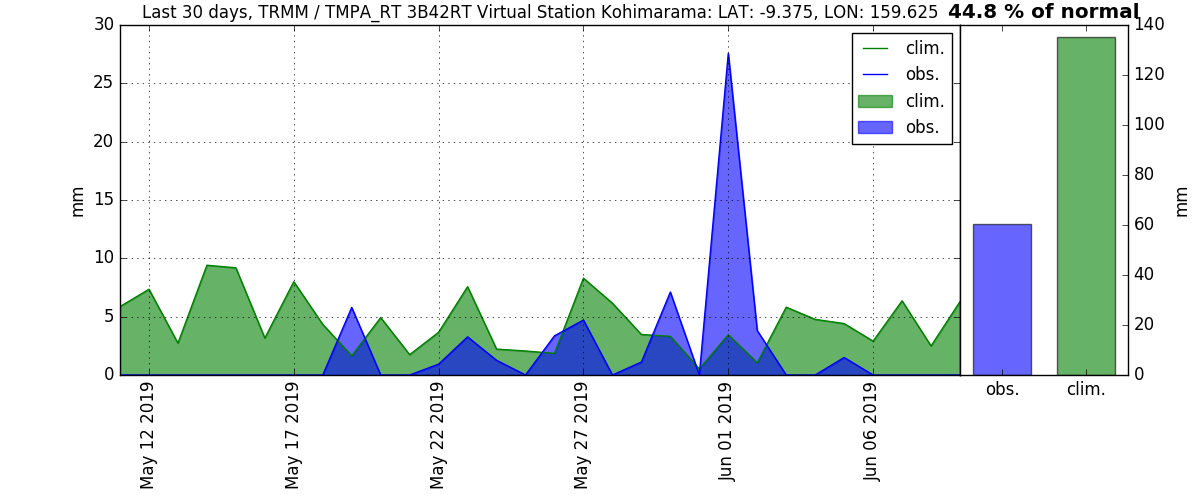 Last 30 days, TRMM / TMPA_RT 3B42RT Virtual Station Kohimarama: LAT: -9.375, LON: 159.625
44.8 % of normal
30
25
20
15
10
5
0
mm
clim.
obs.
clim.
obs.
May 12 2019
May 17 2019
May 22 2019
May 27 2019
Jun 01 2019
Jun 06 2019
140
120
100
80
60
40
20
0
mm
obs.
clim.